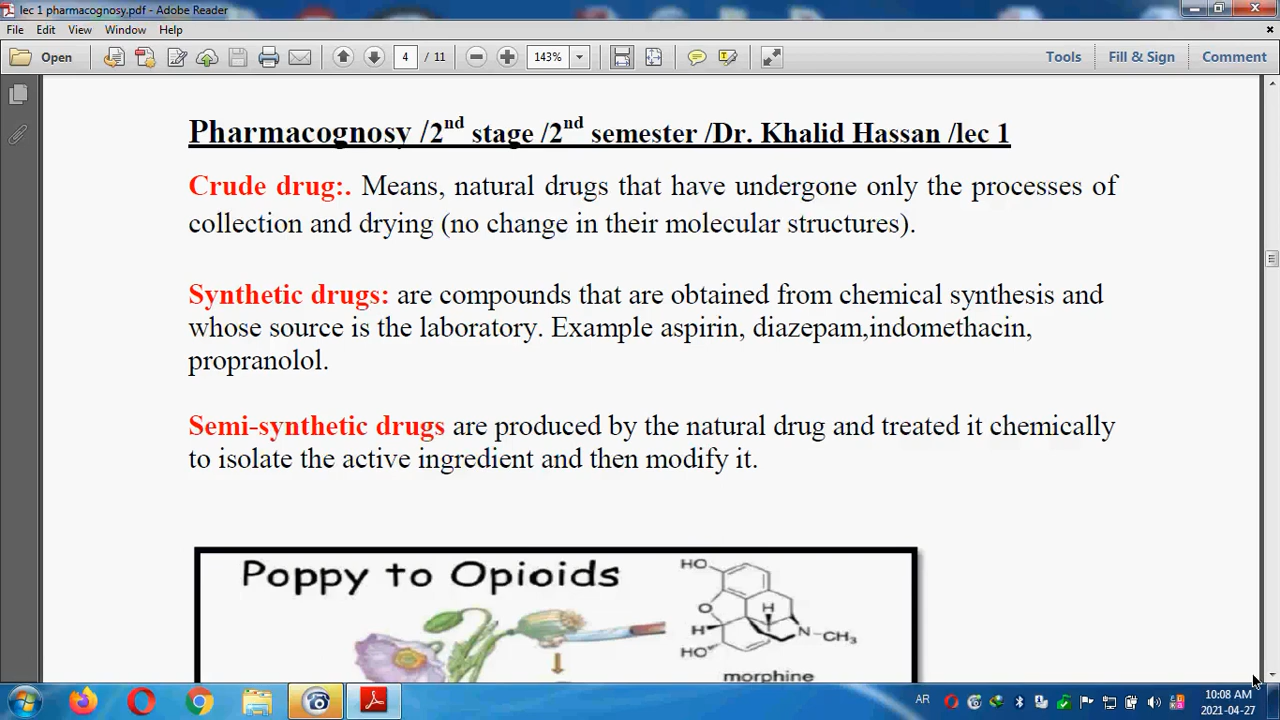 lec 1 pharmacognosy.pdf - Adobe Reader
File Edit View Window Help
Open 4 / 11 143% Tools Fill & Sign Comment
Pharmacognosy /2nd stage /2nd semester /Dr. Khalid Hassan /lec 1
Crude drug:. Means, natural drugs that have undergone only the processes of
collection and drying (no change in their molecular structures).
Synthetic drugs: are compounds that are obtained from chemical synthesis and
whose source is the laboratory. Example aspirin, diazepam,indomethacin,
propranolol.
Semi-synthetic drugs are produced by the natural drug and treated it chemically
to isolate the active ingredient and then modify it.
Poppy to Opioids
HO
O
H
H
N
CH3
HO
morphine
AR
10:08 AM
2021-04-27